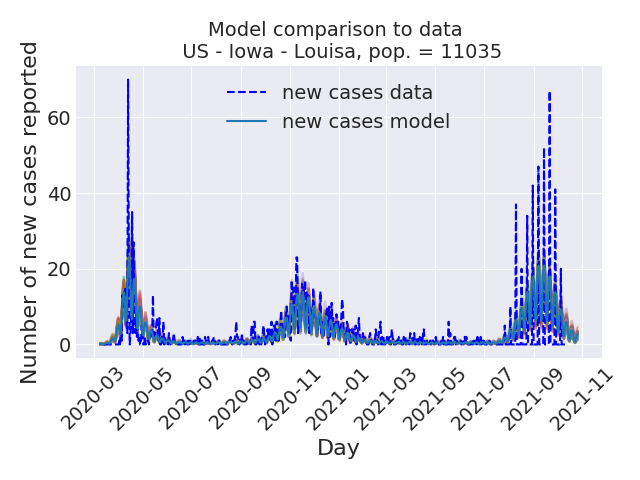 Model comparison to data
US - Iowa - Louisa, pop. = 11035
new cases data
new cases model
Number of new cases reported
60
40
20
0
2020-03
2020-05
2020-07
2020-09
2020-11
2021-01
2021-03
2021-05
2021-07
2021-09
2021-11
Day